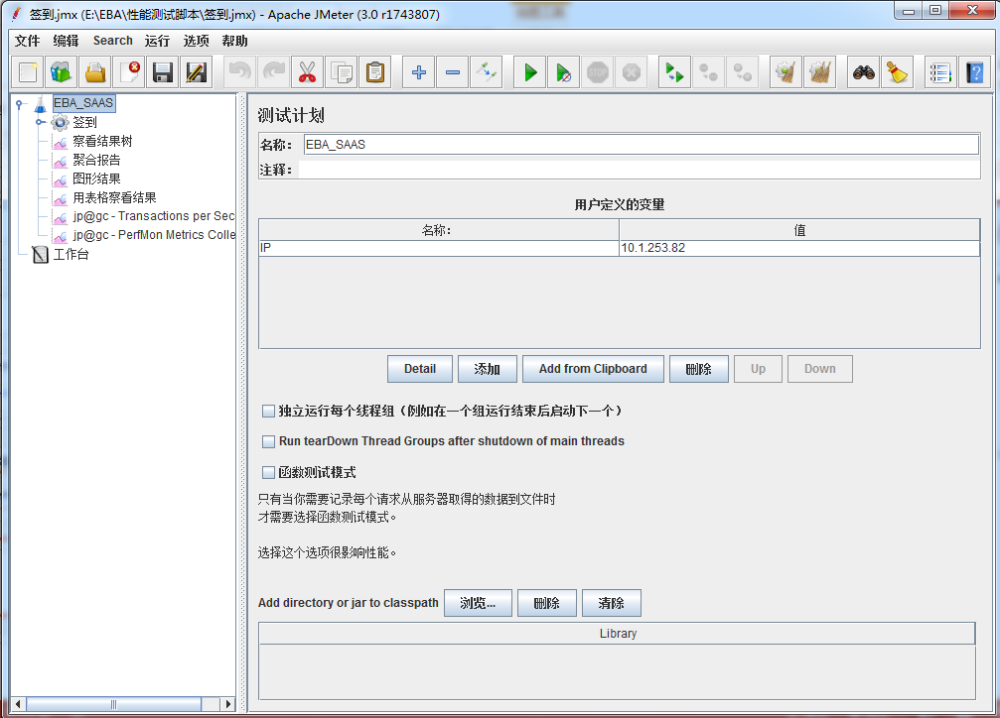 签到.jmx (E:\EBA\性能测试脚本\签到.jmx) - Apache JMeter (3.0 r1743807)
文件 编辑 Search 运行 选项 帮助
EBA_SAAS
签到
察看结果树
聚合报告
图形结果
用表格察看结果
jp@gc - Transactions per Sec
jp@gc - PerfMon Metrics Colle
工作台
测试计划
名称： EBA_SAAS
注释：
用户定义的变量
名称: 值
IP 10.1.253.82
Detail 添加 Add from Clipboard 删除 Up Down
独立运行每个线程组（例如在一个组运行结束后启动下一个）
Run tearDown Thread Groups after shutdown of main threads
函数测试模式
只有当你需要记录每个请求从服务器取得的数据到文件时
才需要选择函数测试模式。
选择这个选项很影响性能。
Add directory or jar to classpath 浏览... 删除 清除
Library